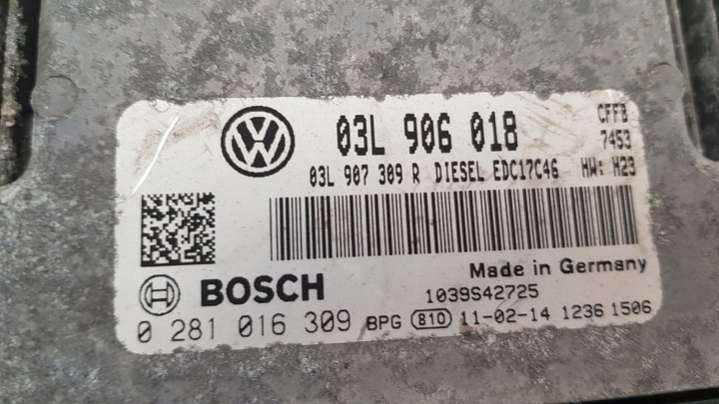 03L 906 018
CFFB
7453
03L 907 309 R DIESEL EDC17C46 HW: H23
Made in Germany
BOSCH 1039S42725
0 281 016 309 BPG 810 11-02-14 1236 1506